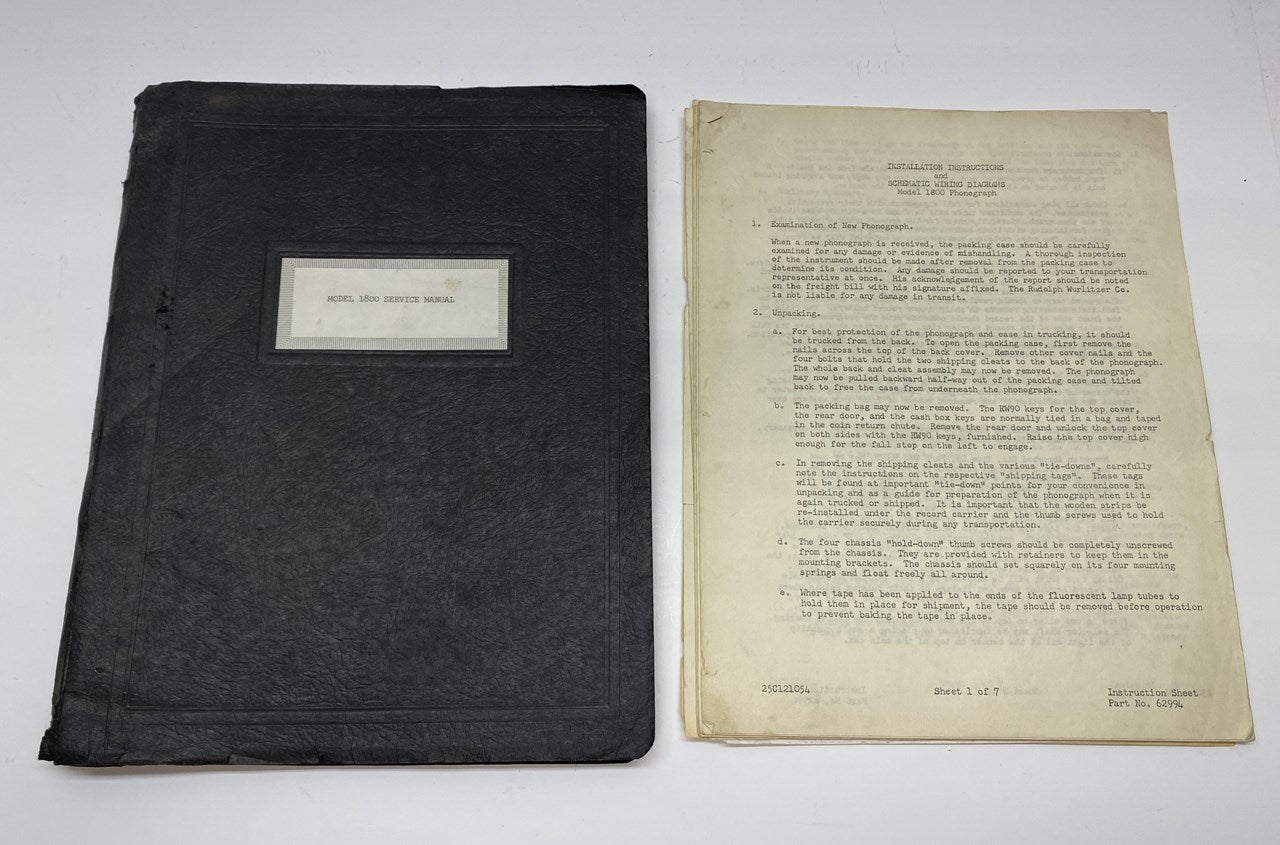 MODEL 1800 SERVICE MANUAL
INSTALLATION INSTRUCTIONS
and
SCHEMATIC WIRING DIAGRAMS
Model 1800 Phonograph
1. Examination of New Phonograph.
When a new phonograph is received, the packing case should be carefully
examined for any damage or evidence of mishandling. A thorough inspection
of the instrument should be made after removal from the packing case to
determine its condition. Any damage should be reported to your transportation
representative at once. His acknowledgement of the report should be noted
on the freight bill with his signature affixed. The Rudolph Wurlitzer Co.
is not liable for any damage in transit.
2. Unpacking.
a. For best protection of the phonograph and ease in trucking, it should
be trucked from the back. To open the packing case, first remove the
nails across the top of the back cover. Remove other cover nails and the
four bolts that hold the two shipping cleats to the back of the phonograph.
The whole back and cleat assembly may now be removed. The phonograph
may now be pulled backward half-way out of the packing case and tilted
back to free the case from underneath the phonograph.
b. The packing bag may now be removed. The RW90 keys for the top cover,
the rear door, and the cash box keys are normally tied in a bag and taped
in the coin return chute. Remove the rear door and unlock the top cover
on both sides with the RW90 keys, furnished. Raise the top cover high
enough for the fall stop on the left to engage.
c. In removing the shipping cleats and the various "tie-downs", carefully
note the instructions on the respective "shipping tags". These tags
will be found at important "tie-down" points for your convenience in
unpacking and as a guide for preparation of the phonograph when it is
again trucked or shipped. It is important that the wooden strips be
re-installed under the record carrier and the thumb screws used to hold
the carrier securely during any transportation.
d. The four chassis "hold-down" thumb screws should be completely unscrewed
from the chassis. They are provided with retainers to keep them in the
mounting brackets. The chassis should set squarely on its four mounting
springs and float freely all around.
e. Where tape has been applied to the ends of the fluorescent lamp tubes to
hold them in place for shipment, the tape should be removed before operation
to prevent baking the tape in place.
25C121054 Sheet 1 of 7 Instruction Sheet
Part No. 62994